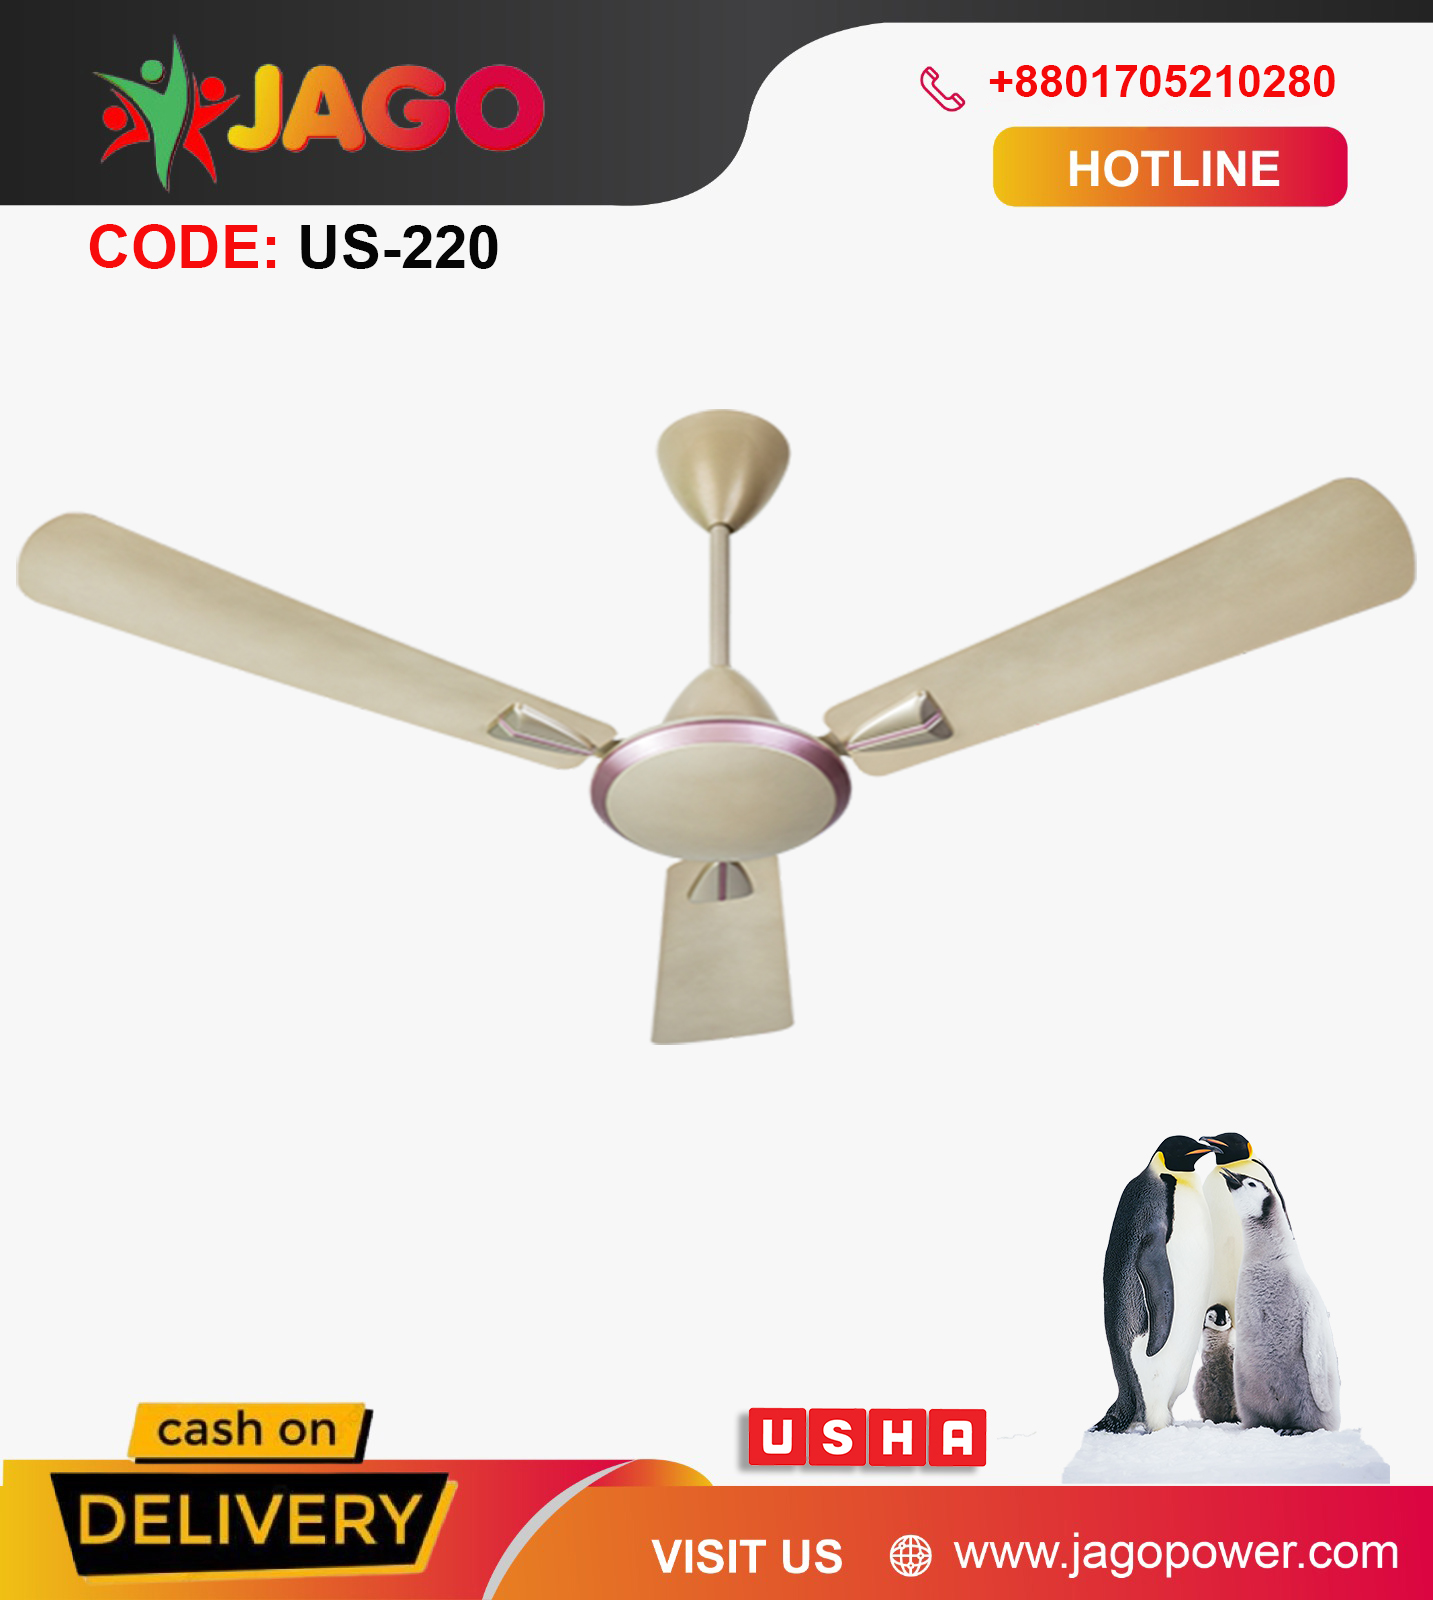 JAGO
+8801705210280
HOTLINE
CODE: US-220
cash on
DELIVERY
USHA
VISIT US
www.jagopower.com